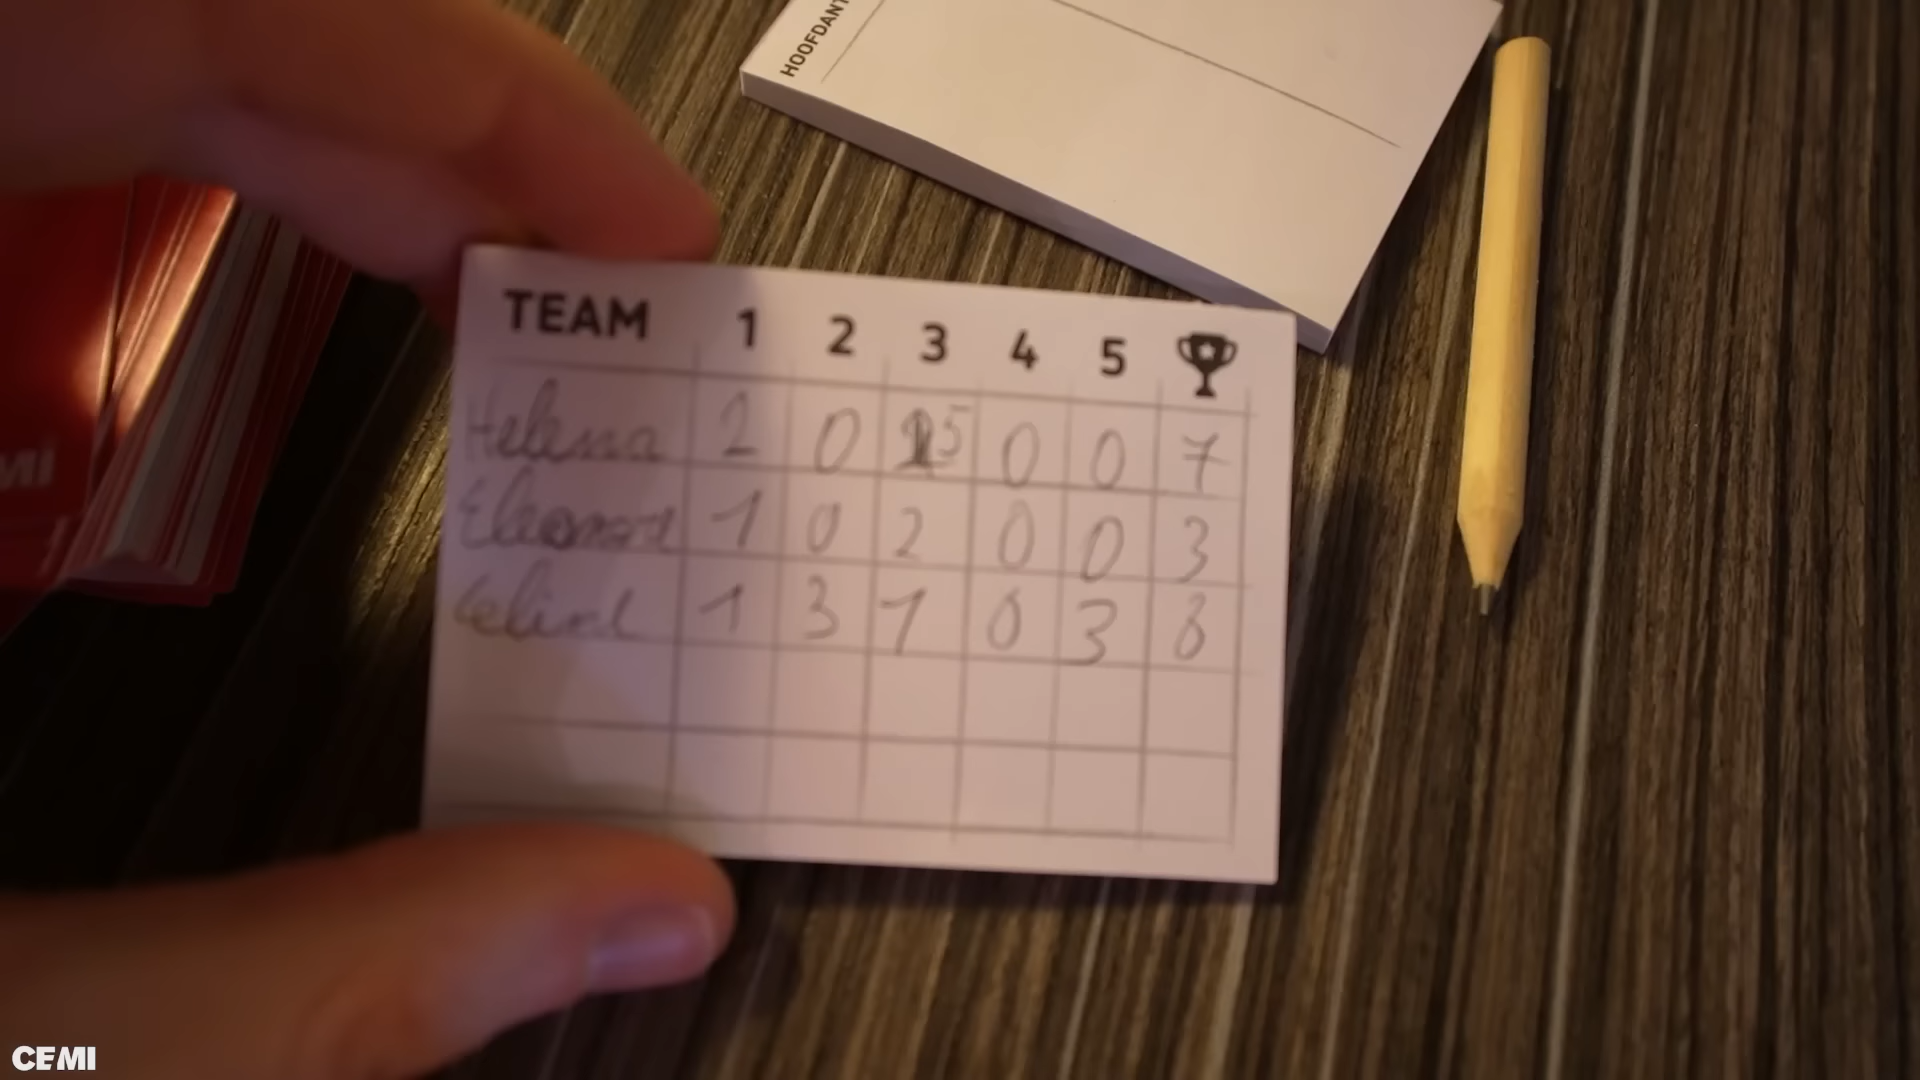 HOOFDANT
TEAM 1 2 3 4 5
Helena 2 0 5 0 0 7
Eleonore 1 0 2 0 0 3
1 3 1 0 3 8
MI
CEMI